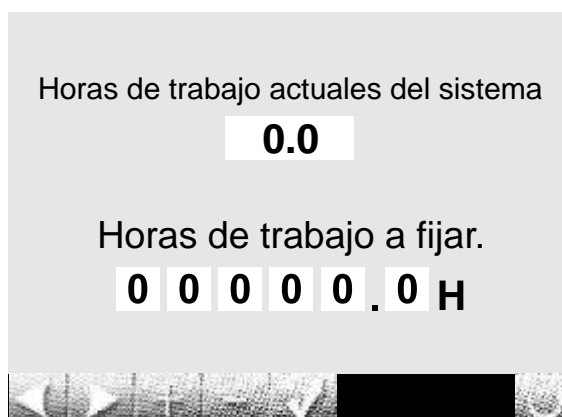 Horas de trabajo actuales del sistema
0.0
Horas de trabajo a fijar.
0 0 0 0 0 . 0 H